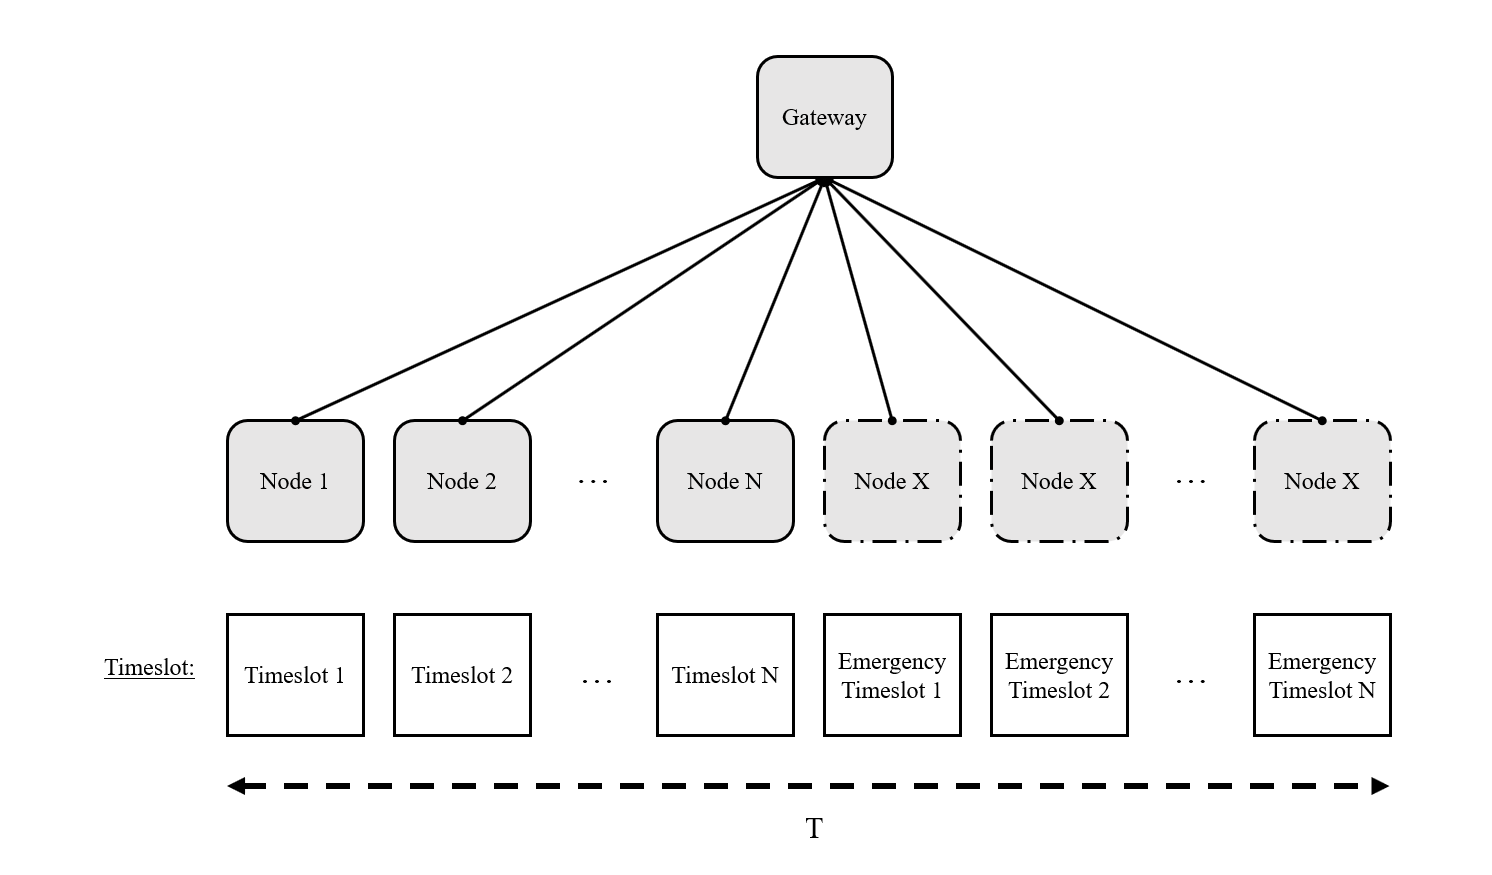 Gateway
Node 1
Node 2
...
Node N
Node X
Node X
...
Node X
Timeslot:
Timeslot 1
Timeslot 2
...
Timeslot N
Emergency
Timeslot 1
Emergency
Timeslot 2
...
Emergency
Timeslot N
T